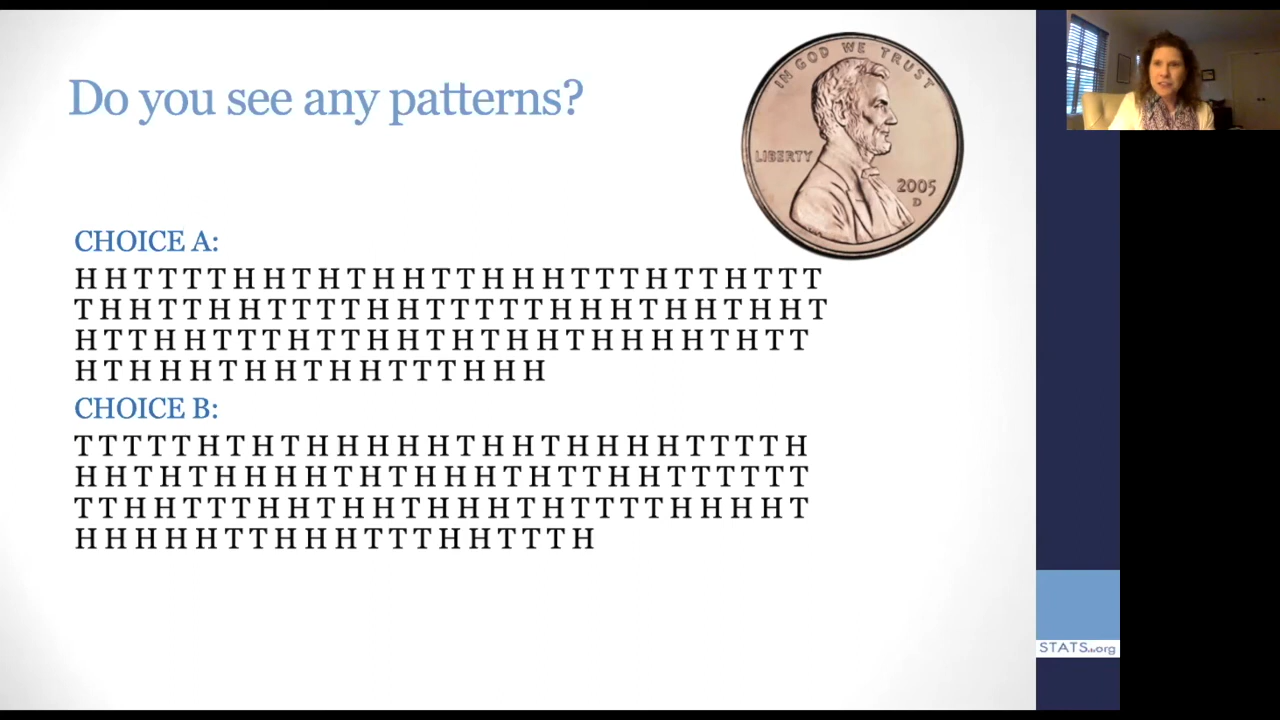 Do you see any patterns?
IN GOD WE TRUST
LIBERTY
2005
D
CHOICE A:
H H T T T T H H T H T H H T T H H H T T T H T T H T T T
T H H T T H H T T T T H H T T T T T H H H T H H T H H T
H T T H H T T T H T T H H T H T H H T H H H H T H T T
H T H H H T H H T H H T T T H H H
CHOICE B:
T T T T T H T H T H H H H H T H H T H H H H T T T T H
H H T H T H H H H T H T H H H T H T T H H T T T T T T
T T H H T T T H H T H H T H H H T H T T T T H H H H T
H H H H H T T H H H T T T H H T T T H
STATS.org